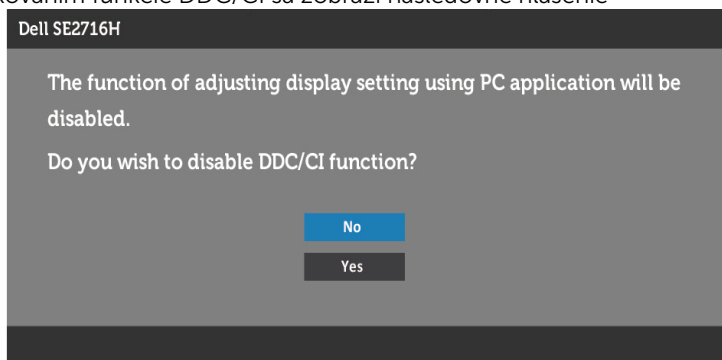 funkcie DDC/CI sa zobrazí nasledovné hlásenie
Dell SE2716H
The function of adjusting display setting using PC application will be
disabled.
Do you wish to disable DDC/CI function?
No
Yes